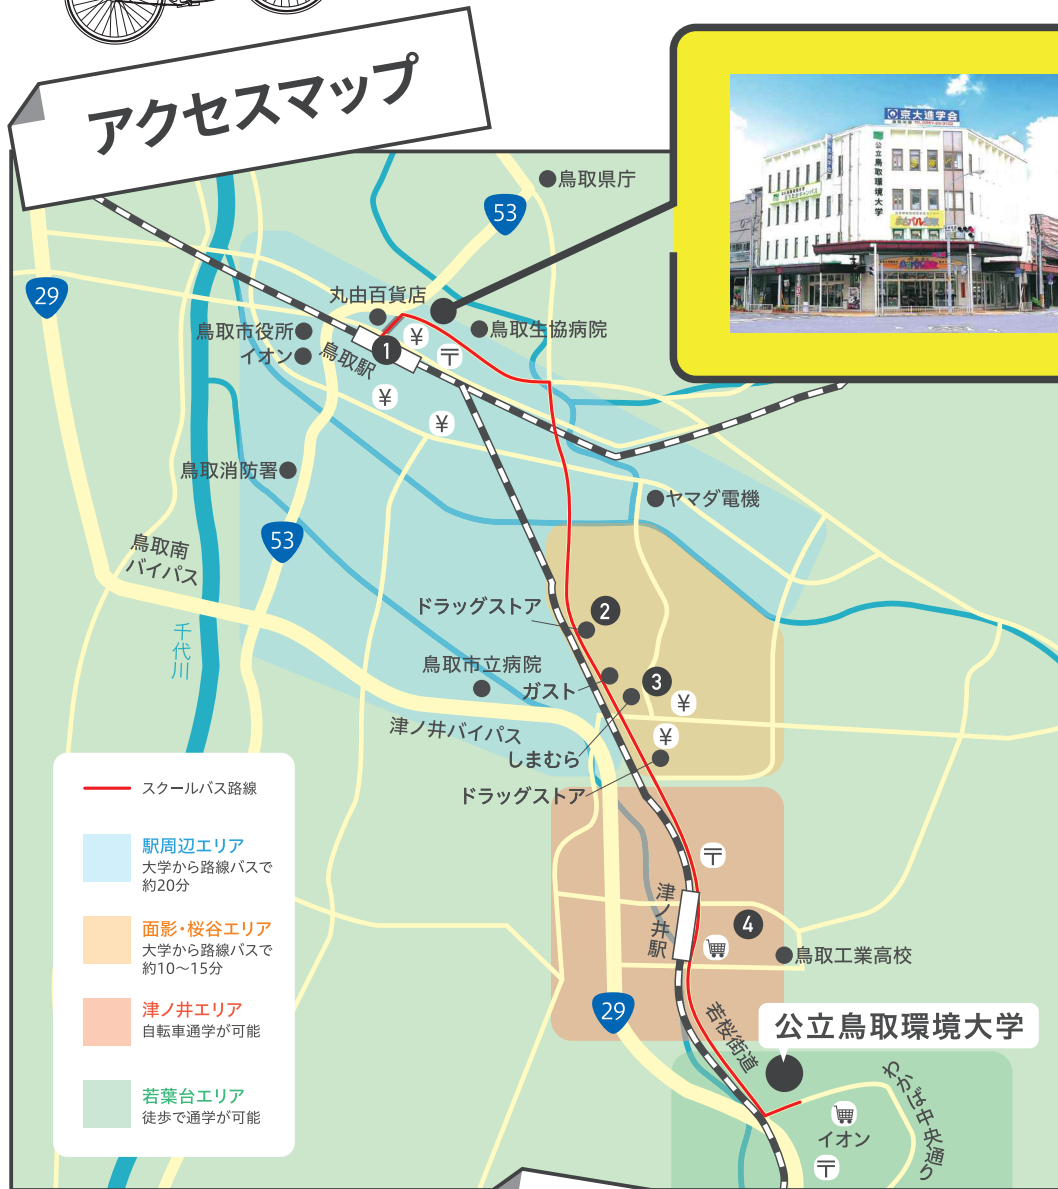 アクセスマップ
京大進学会
公立鳥取環境大学
鳥取県庁
53
29
丸由百貨店
鳥取市役所
イオン
鳥取駅
1
¥
〒
鳥取生協病院
¥
¥
鳥取消防署
ヤマダ電機
53
鳥取南
バイパス
千代川
ドラッグストア
2
鳥取市立病院
ガスト
3
¥
津ノ井バイパス
しまむら
¥
ドラッグストア
〒
津ノ井駅
4
鳥取工業高校
29
若桜街道
公立鳥取環境大学
わかば中央通り
イオン
〒
スクールバス路線
駅周辺エリア
大学から路線バスで
約20分
面影・桜谷エリア
大学から路線バスで
約10〜15分
津ノ井エリア
自転車通学が可能
若葉台エリア
徒歩で通学が可能